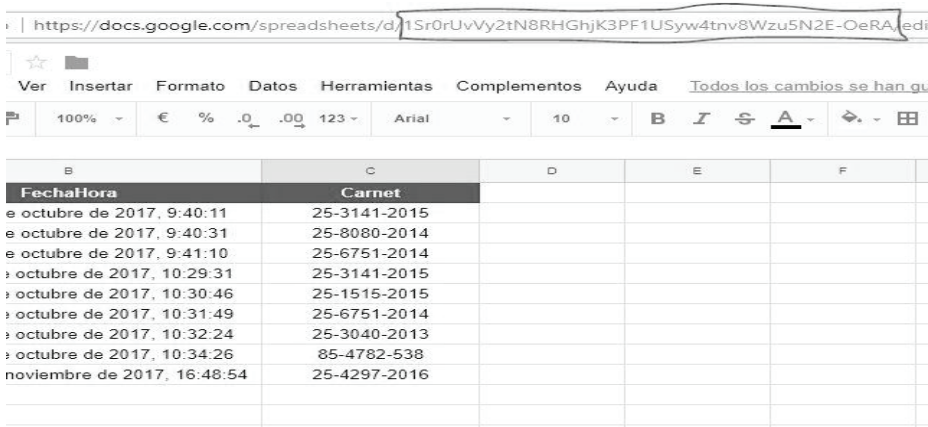 https://docs.google.com/spreadsheets/d/1Sr0rUvVy2tN8RHGhjK3PF1USyw4tnv8Wzu5N2E-OeRA/edi
Ver Insertar Formato Datos Herramientas Complementos Ayuda Todos los cambios se han gu
100% € % .0 .00 123 Arial 10 B I S A
B C D E F
FechaHora Carnet
e octubre de 2017, 9:40:11 25-3141-2015
e octubre de 2017, 9:40:31 25-8080-2014
e octubre de 2017, 9:41:10 25-6751-2014
e octubre de 2017, 10:29:31 25-3141-2015
e octubre de 2017, 10:30:46 25-1515-2015
e octubre de 2017, 10:31:49 25-6751-2014
e octubre de 2017, 10:32:24 25-3040-2013
e octubre de 2017, 10:34:26 85-4782-538
noviembre de 2017, 16:48:54 25-4297-2016